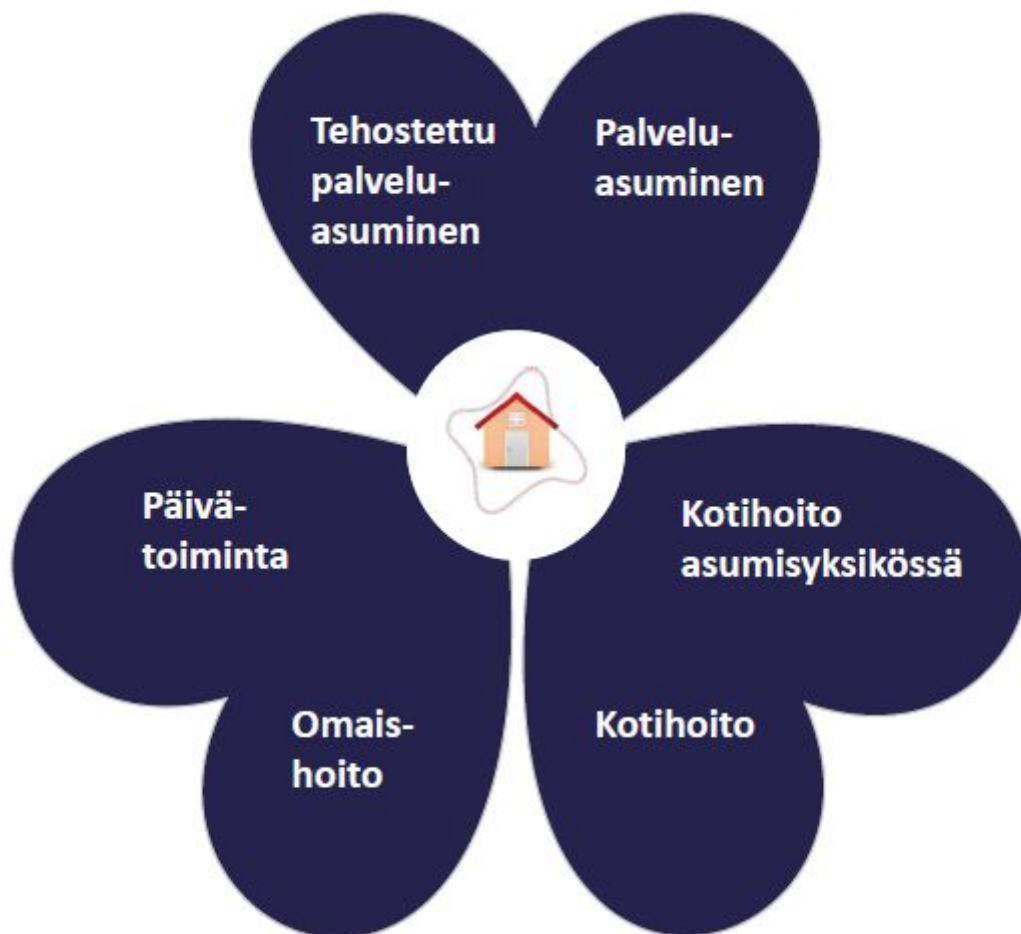 Tehostettu
palvelu-
asuminen
Palvelu-
asuminen
Päivä-
toiminta
Kotihoito
asumisyksikössä
Omais-
hoito
Kotihoito